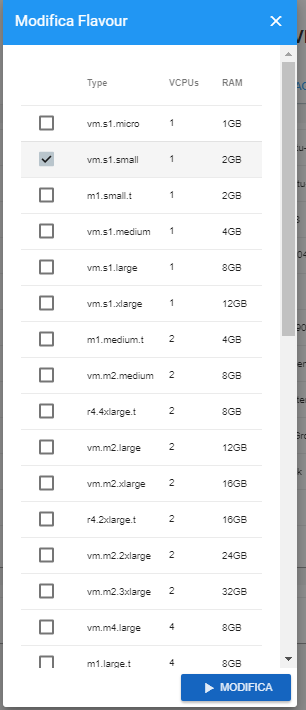 Modifica Flavour
Type VCPUs RAM
vm.s1.micro 1 1GB
vm.s1.small 1 2GB
m1.small.t 1 2GB
vm.s1.medium 1 4GB
vm.s1.large 1 8GB
vm.s1.xlarge 1 12GB
m1.medium.t 2 4GB
vm.m2.medium 2 8GB
r4.4xlarge.t 2 8GB
vm.m2.large 2 12GB
vm.m2.xlarge 2 16GB
r4.2xlarge.t 2 16GB
vm.m2.2xlarge 2 24GB
vm.m2.3xlarge 2 32GB
vm.m4.large 4 8GB
m1.large.t 4 8GB
MODIFICA